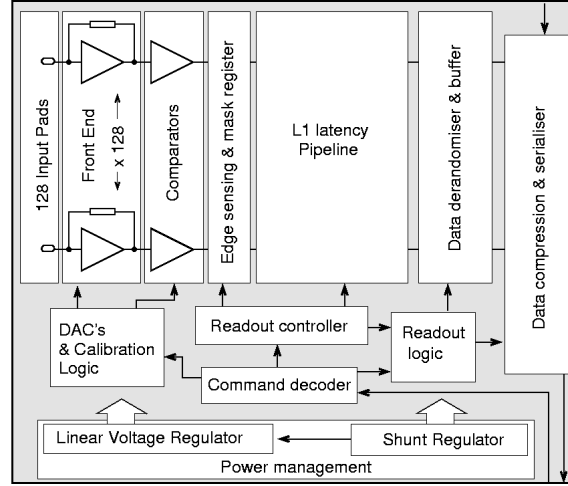 128 Input Pads
Front End
x 128
Comparators
Edge sensing & mask register
L1 latency
Pipeline
Data derandomiser & buffer
Data compression & serialiser
DAC's
& Calibration
Logic
Readout controller
Readout
logic
Command decoder
Linear Voltage Regulator
Shunt Regulator
Power management